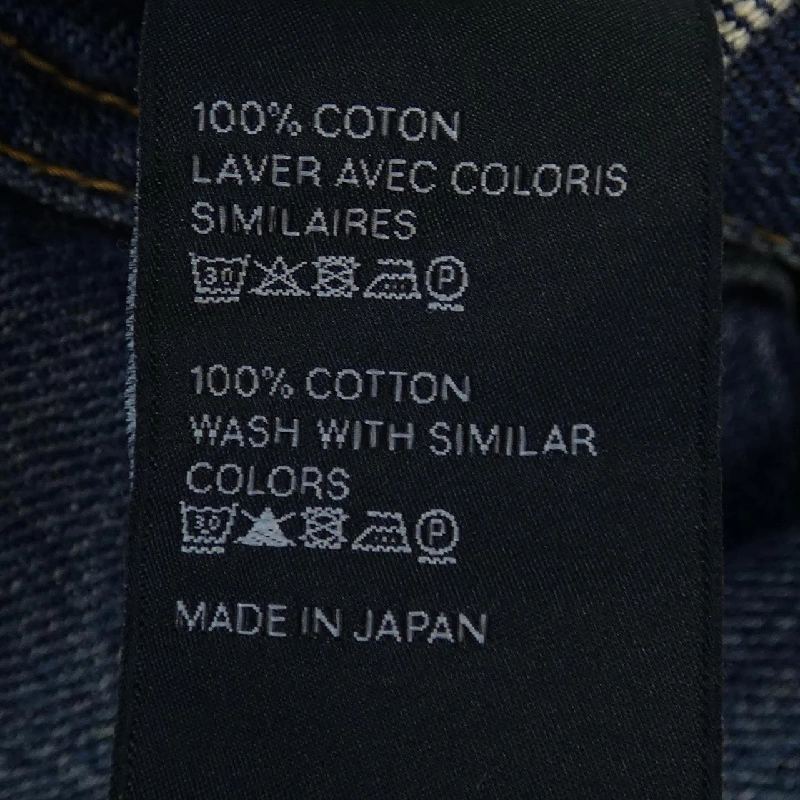 100% COTON
LAVER AVEC COLORIS
SIMILAIRES
30 P
100% COTTON
WASH WITH SIMILAR
COLORS
30 P
MADE IN JAPAN